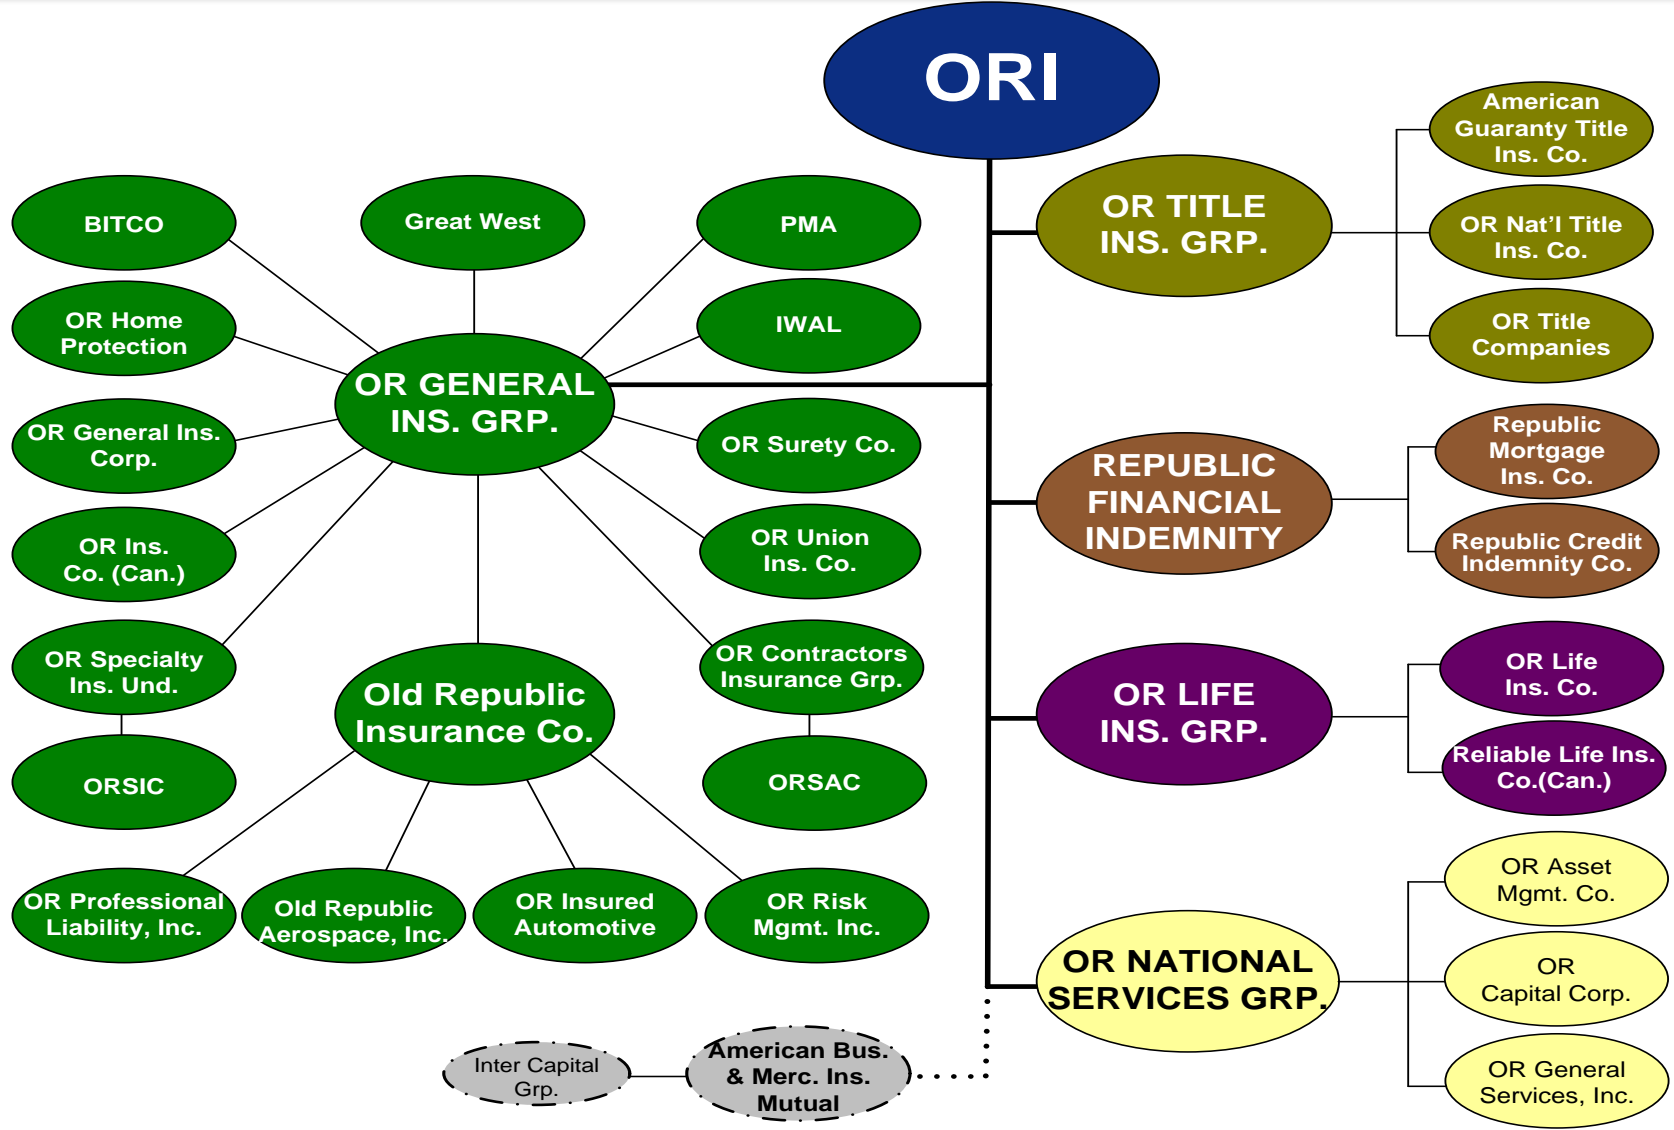 ORI
OR TITLE
INS. GRP.
American
Guaranty Title
Ins. Co.
OR Nat’l Title
Ins. Co.
OR Title
Companies
BITCO
Great West
PMA
OR Home
Protection
IWAL
OR GENERAL
INS. GRP.
OR General Ins.
Corp.
OR Surety Co.
OR Ins.
Co. (Can.)
OR Union
Ins. Co.
OR Specialty
Ins. Und.
Old Republic
Insurance Co.
OR Contractors
Insurance Grp.
ORSIC
ORSAC
OR Professional
Liability, Inc.
Old Republic
Aerospace, Inc.
OR Insured
Automotive
OR Risk
Mgmt. Inc.
REPUBLIC
FINANCIAL
INDEMNITY
Republic
Mortgage
Ins. Co.
Republic Credit
Indemnity Co.
OR LIFE
INS. GRP.
OR Life
Ins. Co.
Reliable Life Ins.
Co.(Can.)
OR NATIONAL
SERVICES GRP.
OR Asset
Mgmt. Co.
OR
Capital Corp.
OR General
Services, Inc.
Inter Capital
Grp.
American Bus.
& Merc. Ins.
Mutual